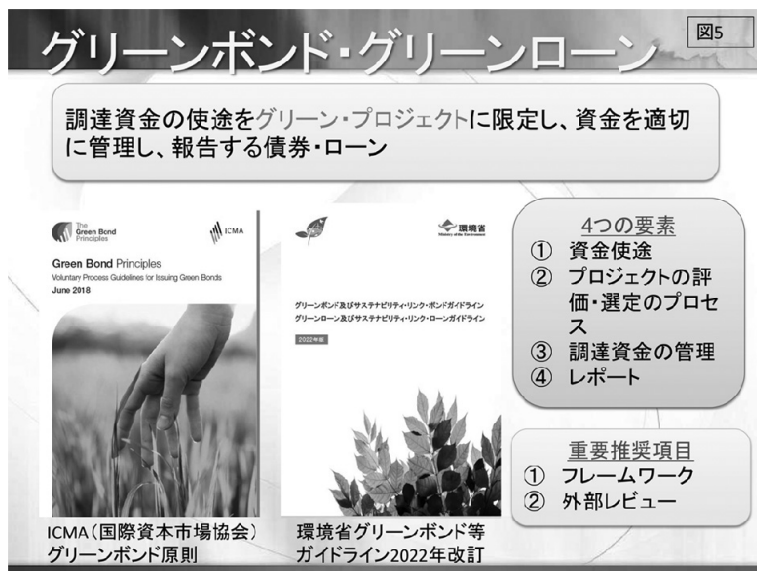 グリーンボンド・グリーンローン
図5
調達資金の使途をグリーン・プロジェクトに限定し、資金を適切
に管理し、報告する債券・ローン
The
Green Bond
Principles
ICMA
Green Bond Principles
Voluntary Process Guidelines for Issuing Green Bonds
June 2018
ICMA（国際資本市場協会）
グリーンボンド原則
環境省
Ministry of the Environment
グリーンボンド及びサステナビリティ・リンク・ボンドガイドライン
グリーンローン及びサステナビリティ・リンク・ローンガイドライン
2022年版
環境省グリーンボンド等
ガイドライン2022年改訂
4つの要素
① 資金使途
② プロジェクトの評
価・選定のプロセ
ス
③ 調達資金の管理
④ レポート
重要推奨項目
① フレームワーク
② 外部レビュー